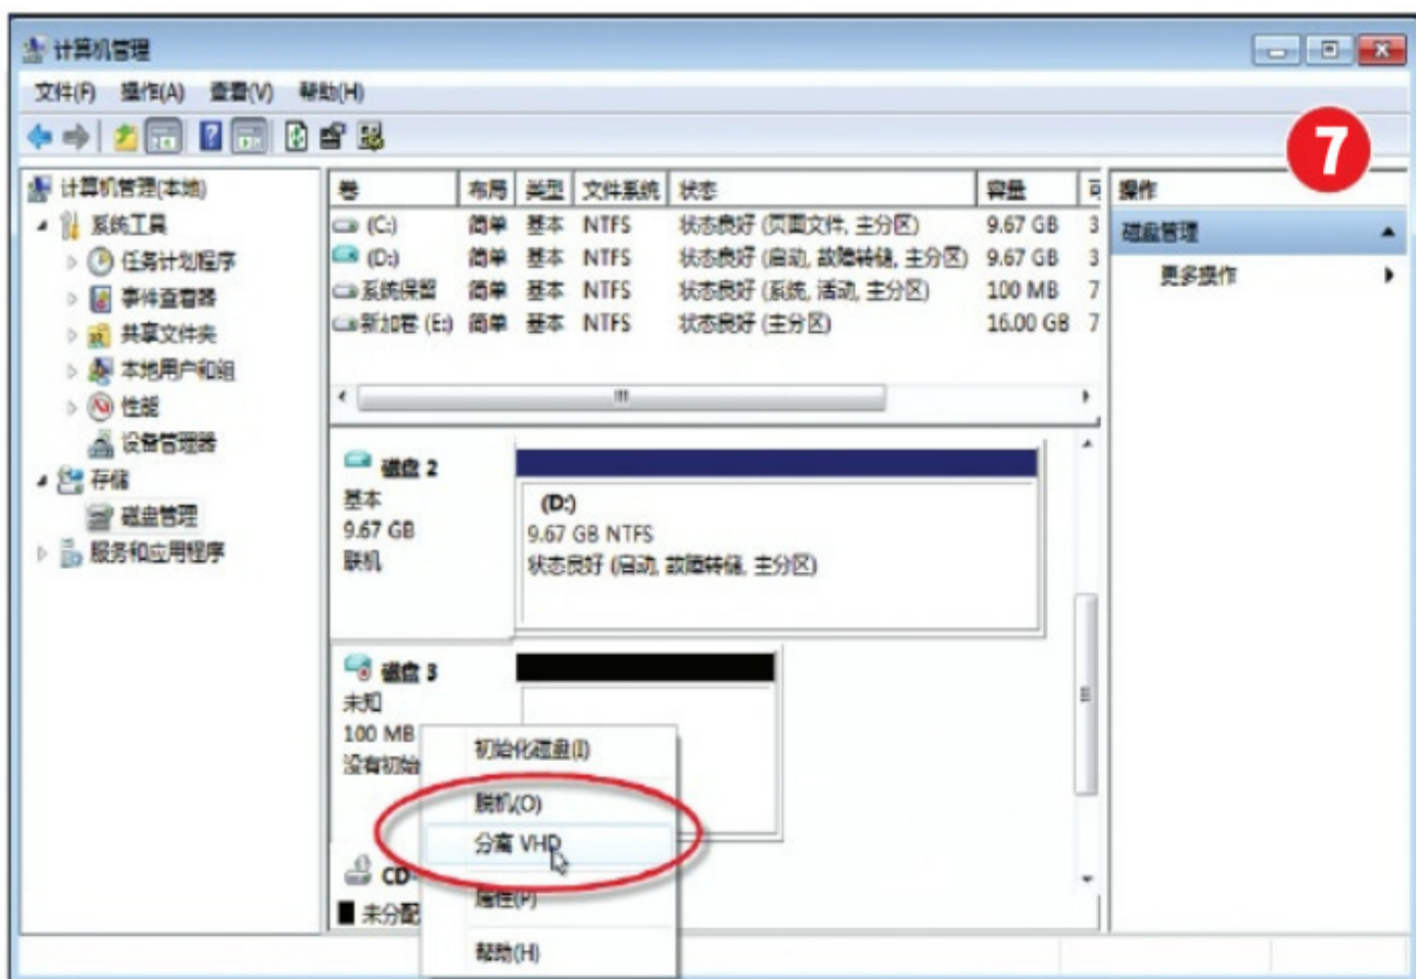 计算机管理
文件(F) 操作(A) 查看(V) 帮助(H)
7
计算机管理(本地)
系统工具
任务计划程序
事件查看器
共享文件夹
本地用户和组
性能
设备管理器
存储
磁盘管理
服务和应用程序
卷 布局 类型 文件系统 状态 容量 可
(C:) 简单 基本 NTFS 状态良好 (页面文件, 主分区) 9.67 GB 3
(D:) 简单 基本 NTFS 状态良好 (启动, 故障转储, 主分区) 9.67 GB 3
系统保留 简单 基本 NTFS 状态良好 (系统, 活动, 主分区) 100 MB 7
新加卷 (E:) 简单 基本 NTFS 状态良好 (主分区) 16.00 GB 7
磁盘 2
基本
9.67 GB
联机
(D:)
9.67 GB NTFS
状态良好 (启动, 故障转储, 主分区)
磁盘 3
未知
100 MB
没有初始
初始化磁盘(I)
脱机(O)
分离 VHD
属性(P)
帮助(H)
CD-
未分配
操作
磁盘管理
更多操作